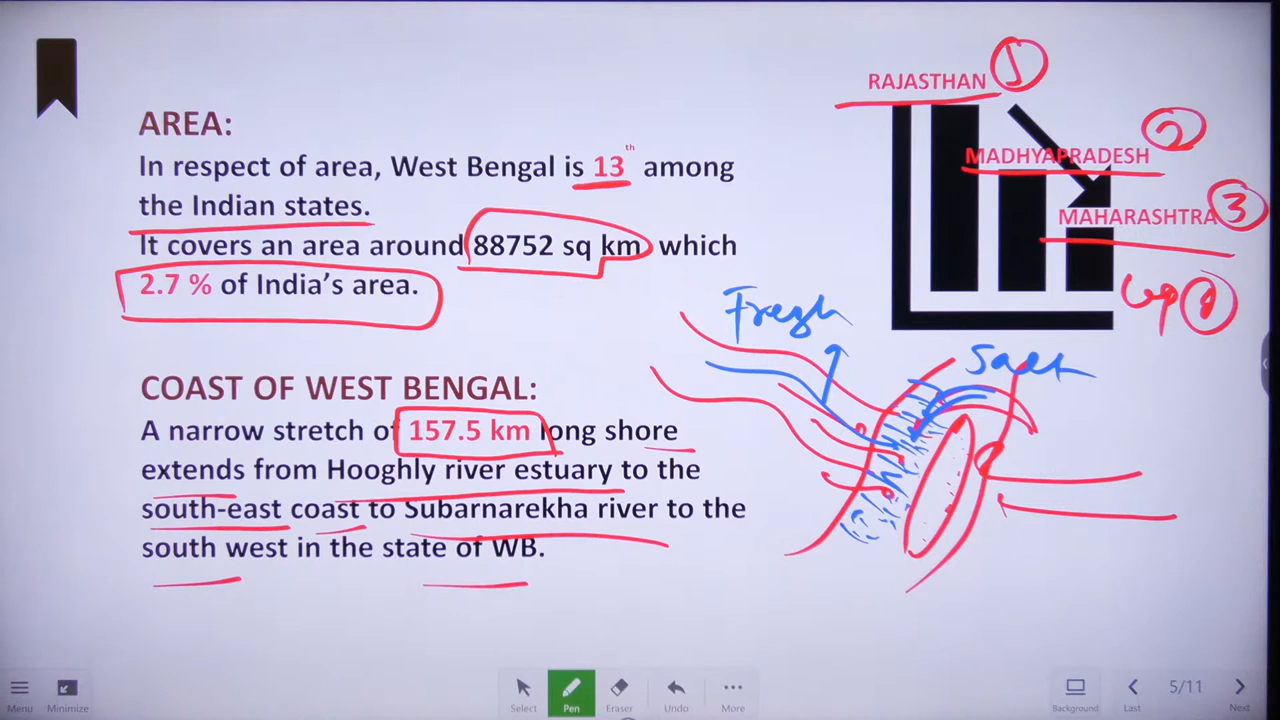 AREA:
In respect of area, West Bengal is 13th among
the Indian states.
It covers an area around 88752 sq km which
2.7 % of India's area.
COAST OF WEST BENGAL:
A narrow stretch of 157.5 km long shore
extends from Hooghly river estuary to the
south-east coast to Subarnarekha river to the
south west in the state of WB.
RAJASTHAN 1
MADHYAPRADESH 2
MAHARASHTRA 3
UP 4
Fresh
Salt
Menu
Minimize
Select
Pen
Eraser
Undo
More
Background
Last
5/11
Next